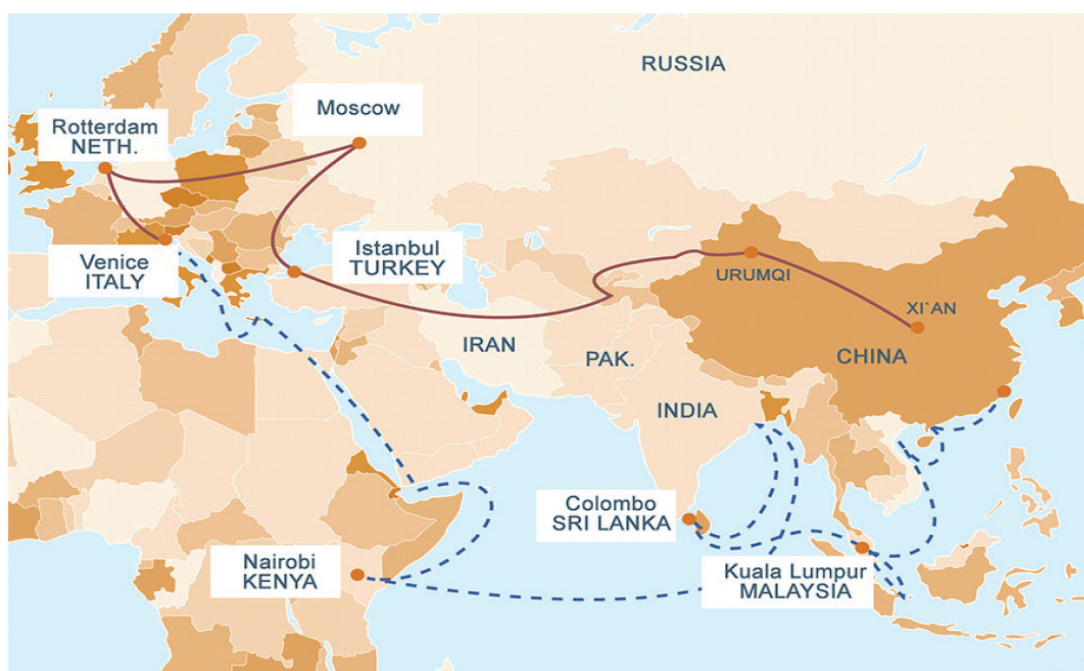 RUSSIA
Moscow
Rotterdam
NETH.
Venice
ITALY
Istanbul
TURKEY
URUMQI
XI`AN
IRAN
PAK.
CHINA
INDIA
Colombo
SRI LANKA
Nairobi
KENYA
Kuala Lumpur
MALAYSIA